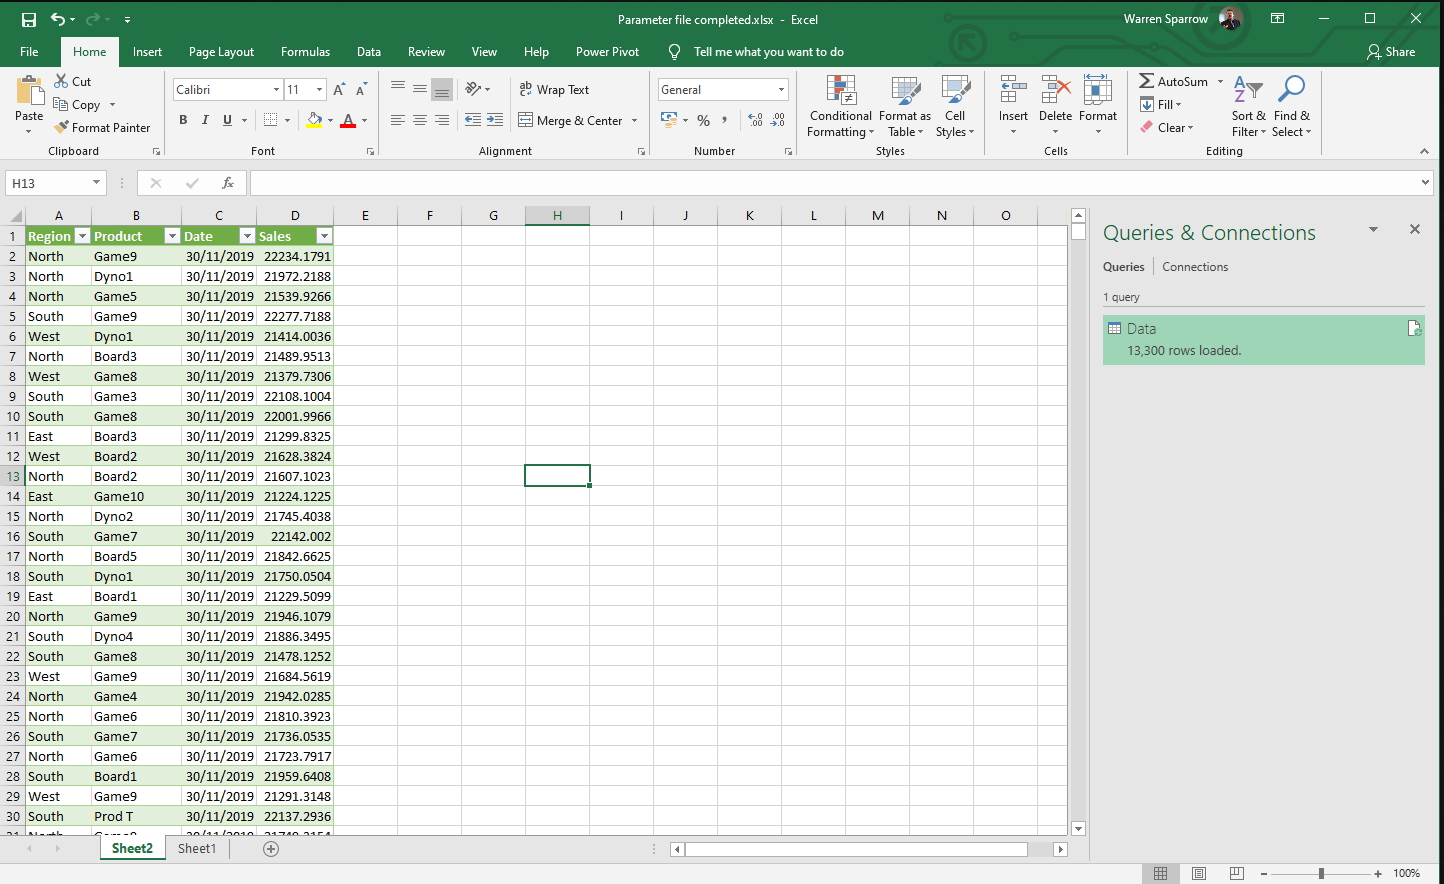 Parameter file completed.xlsx - Excel
Warren Sparrow
File Home Insert Page Layout Formulas Data Review View Help Power Pivot Tell me what you want to do Share
Paste
Cut
Copy
Format Painter
Clipboard
Calibri 11
B I U
Font
Wrap Text
Merge & Center
Alignment
General
Number
Conditional Formatting
Format as Table
Cell Styles
Styles
Insert Delete Format
Cells
AutoSum
Fill
Clear
Sort & Filter
Find & Select
Editing
H13 fx
A B C D E F G H I J K L M N O
1 Region Product Date Sales
2 North Game9 30/11/2019 22234.1791
3 North Dyno1 30/11/2019 21972.2188
4 North Game5 30/11/2019 21539.9266
5 South Game9 30/11/2019 22277.7188
6 West Dyno1 30/11/2019 21414.0036
7 North Board3 30/11/2019 21489.9513
8 West Game8 30/11/2019 21379.7306
9 South Game3 30/11/2019 22108.1004
10 South Game8 30/11/2019 22001.9966
11 East Board3 30/11/2019 21299.8325
12 West Board2 30/11/2019 21628.3824
13 North Board2 30/11/2019 21607.1023
14 East Game10 30/11/2019 21224.1225
15 North Dyno2 30/11/2019 21745.4038
16 South Game7 30/11/2019 22142.002
17 North Board5 30/11/2019 21842.6625
18 South Dyno1 30/11/2019 21750.0504
19 East Board1 30/11/2019 21229.5099
20 North Game9 30/11/2019 21946.1079
21 South Dyno4 30/11/2019 21886.3495
22 South Game8 30/11/2019 21478.1252
23 West Game9 30/11/2019 21684.5619
24 North Game4 30/11/2019 21942.0285
25 North Game6 30/11/2019 21810.3923
26 South Game7 30/11/2019 21736.0535
27 North Game6 30/11/2019 21723.7917
28 South Board1 30/11/2019 21959.6408
29 West Game9 30/11/2019 21291.3148
30 South Prod T 30/11/2019 22137.2936
Queries & Connections
Queries Connections
1 query
Data
13,300 rows loaded.
Sheet2 Sheet1
100%